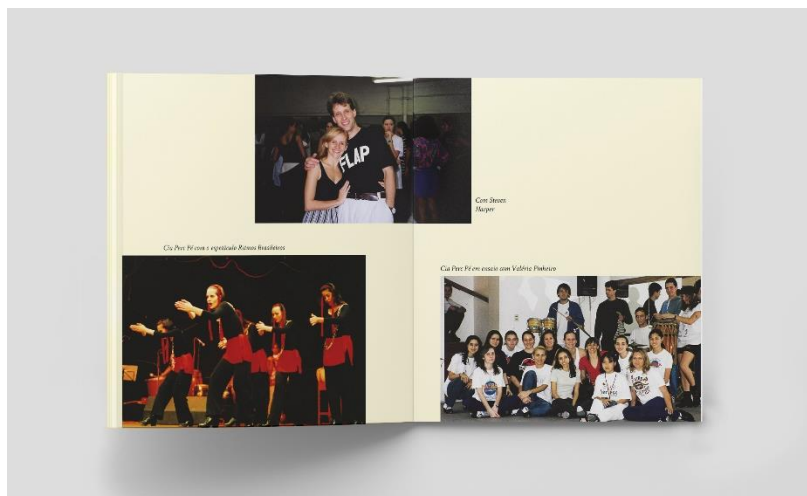 FLAP
Com Steven
Harper
Cia Perc Pé com o espetáculo Ritmos Brasileiros
Cia Perc Pé em ensaio com Valéria Pinheiro